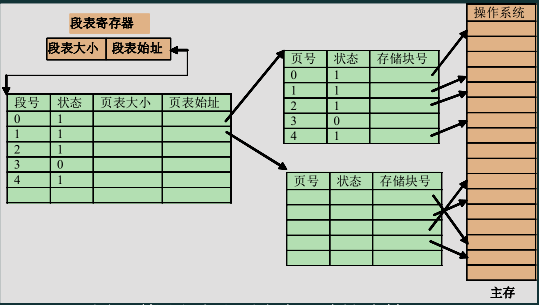 段表寄存器
段表大小 段表始址
段号 状态 页表大小 页表始址
0 1
1 1
2 1
3 0
4 1
页号 状态 存储块号
0 1
1 1
2 1
3 0
4 1
页号 状态 存储块号
操作系统
主存